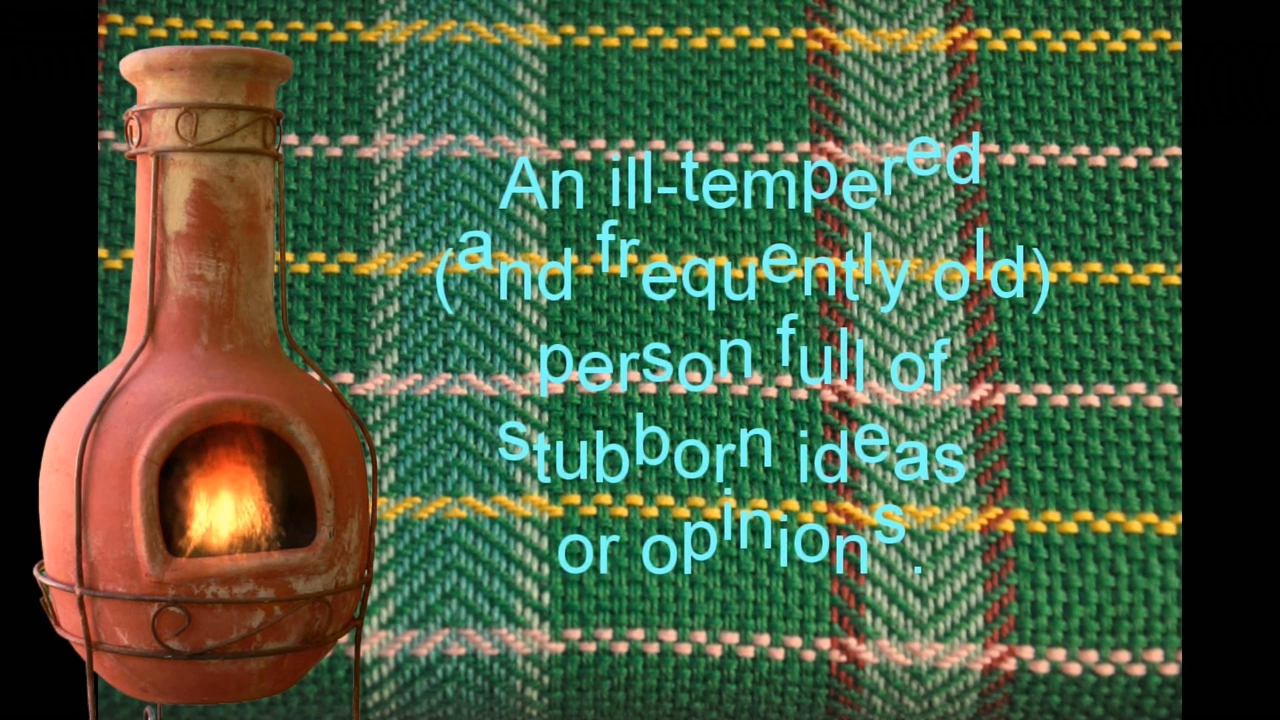 An ill-tempered
(and frequently old)
person full of
stubborn ideas
or opinions.